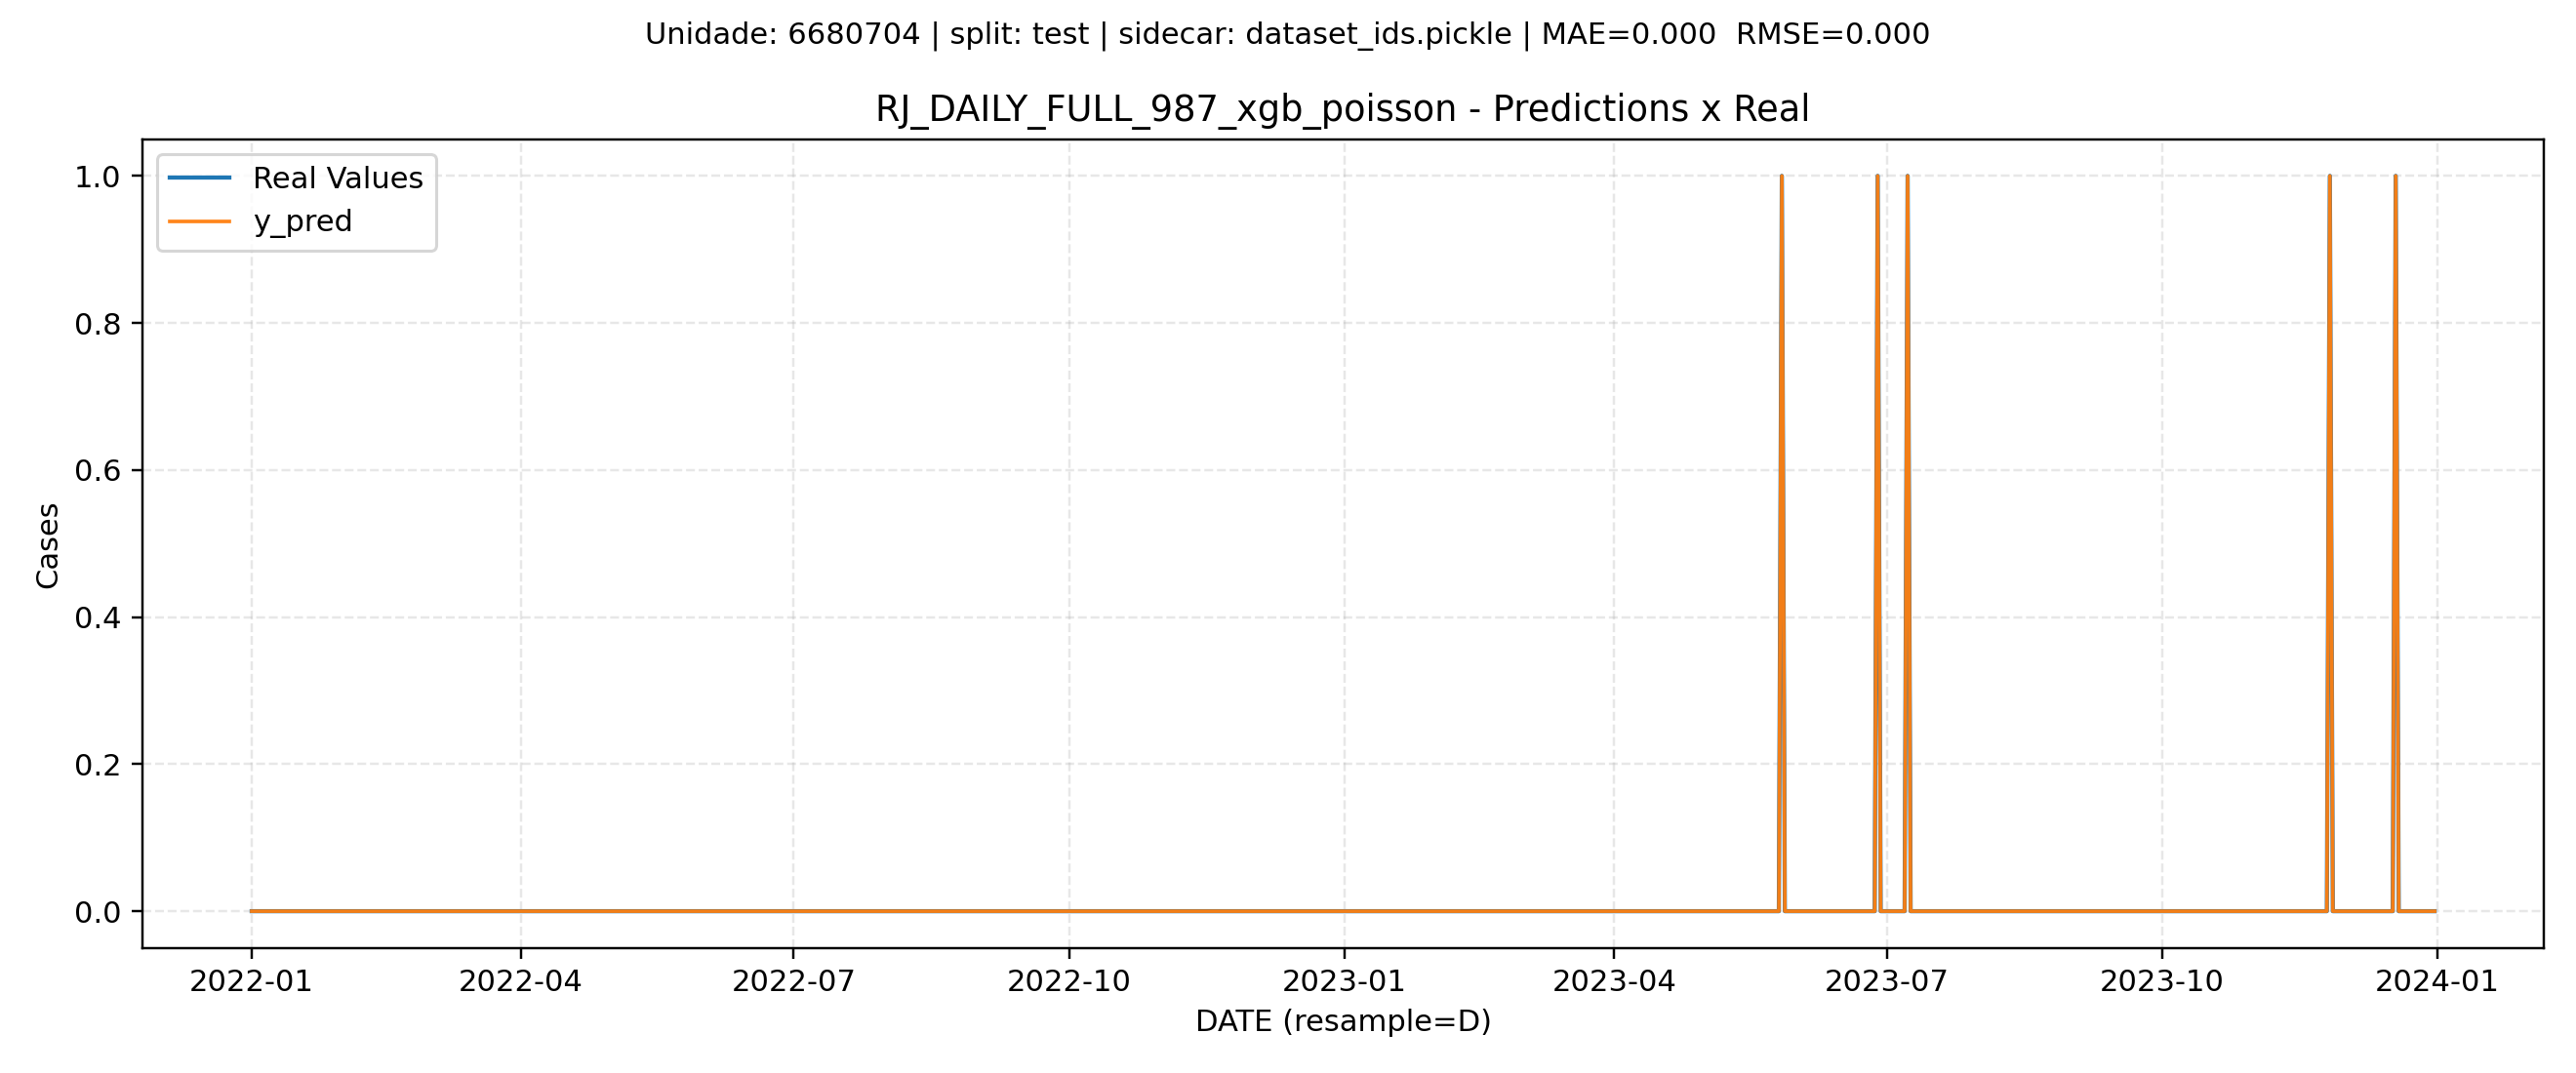 Unidade: 6680704 | split: test | sidecar: dataset_ids.pickle | MAE=0.000  RMSE=0.000
RJ_DAILY_FULL_987_xgb_poisson - Predictions x Real
Real Values
y_pred
1.0
0.8
0.6
0.4
0.2
0.0
Cases
2022-01 2022-04 2022-07 2022-10 2023-01 2023-04 2023-07 2023-10 2024-01
DATE (resample=D)